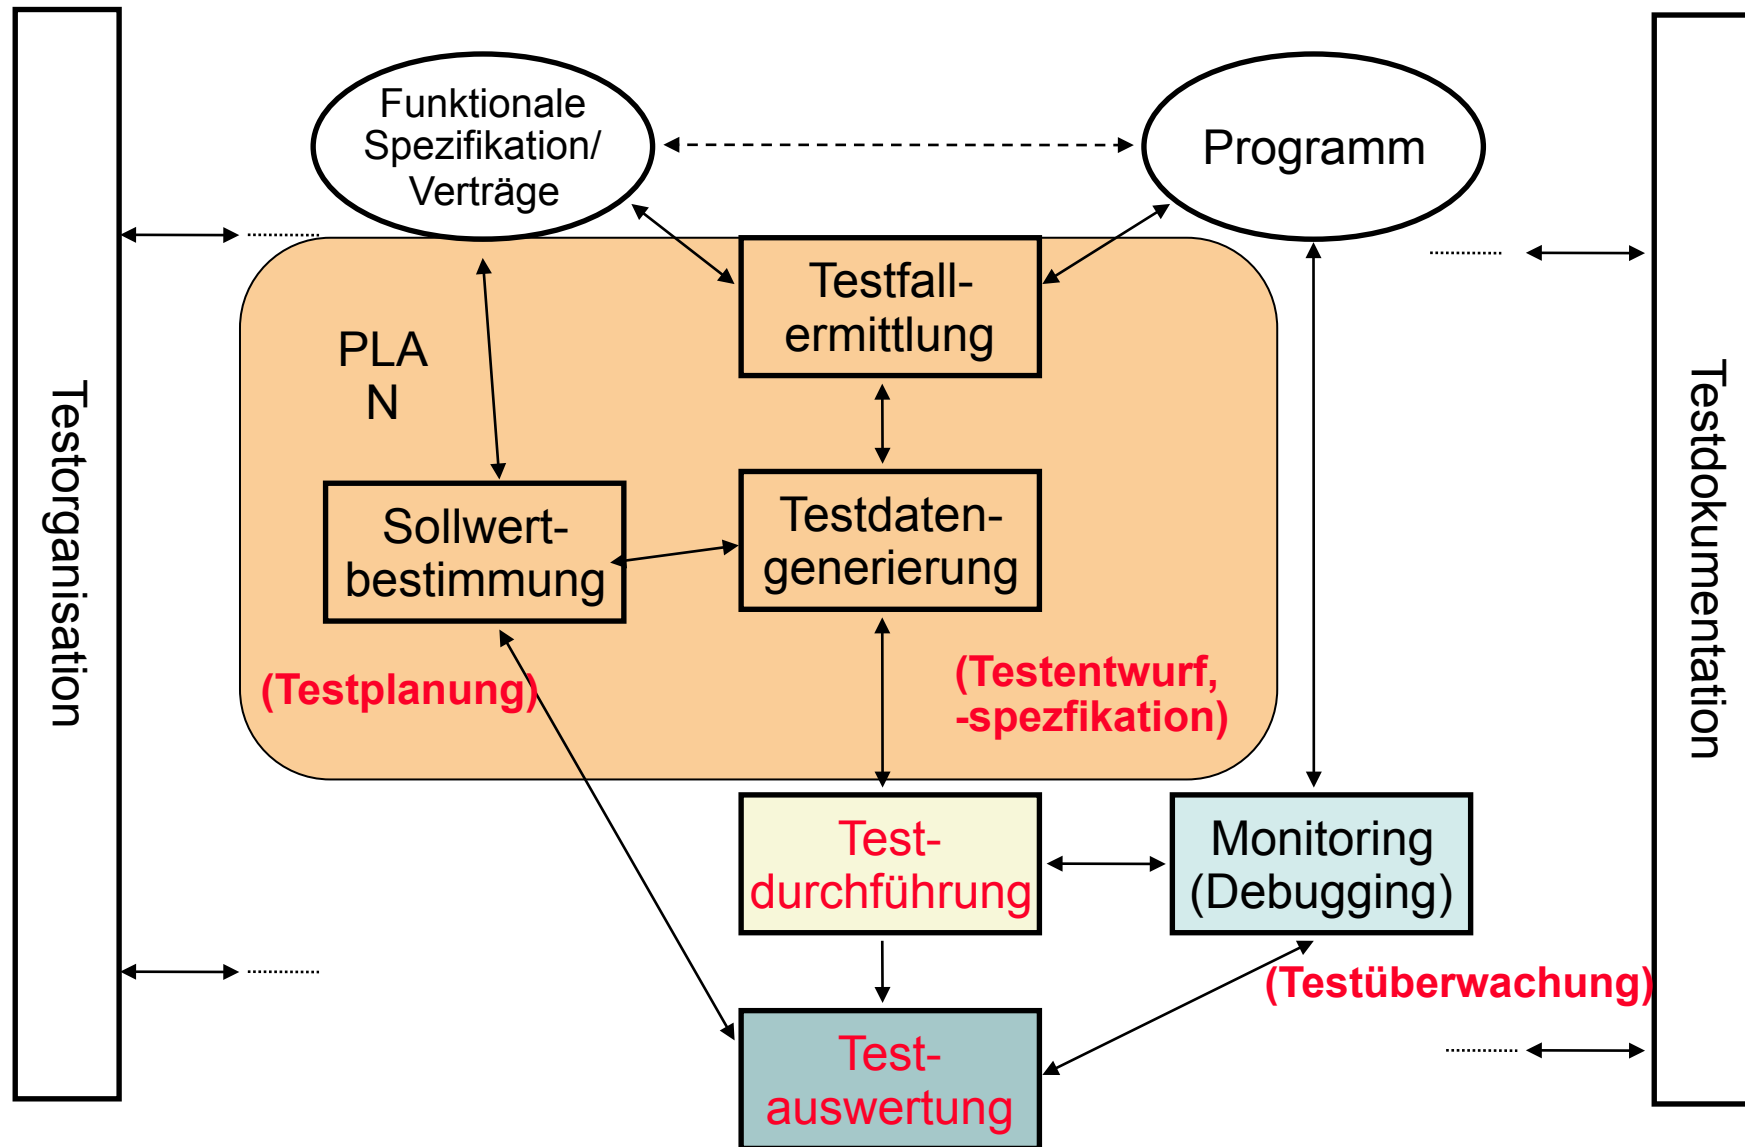 Testorganisation
Funktionale
Spezifikation/
Verträge
Programm
Testdokumentation
Testfall-
ermittlung
PLA
N
Sollwert-
bestimmung
Testdaten-
generierung
(Testplanung)
(Testentwurf,
-spezfikation)
Test-
durchführung
Monitoring
(Debugging)
(Testüberwachung)
Test-
auswertung